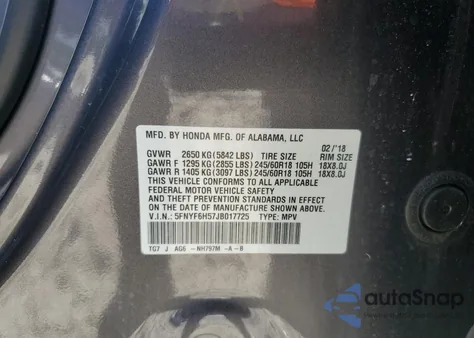 MFD. BY HONDA MFG. OF ALABAMA, LLC
02/'18
GVWR 2650 KG (5842 LBS) TIRE SIZE RIM SIZE
GAWR F 1295 KG (2855 LBS) 245/60R18 105H 18X8.0J
GAWR R 1405 KG (3097 LBS) 245/60R18 105H 18X8.0J
THIS VEHICLE CONFORMS TO ALL APPLICABLE
FEDERAL MOTOR VEHICLE SAFETY
AND THEFT PREVENTION STANDARDS IN EFFECT ON THE
DATE OF MANUFACTURE SHOWN ABOVE.
V.I.N.: 5FNYF6H57JB017725 TYPE: MPV
TG7 J AG6 -NH797M -A -B
autoSnap